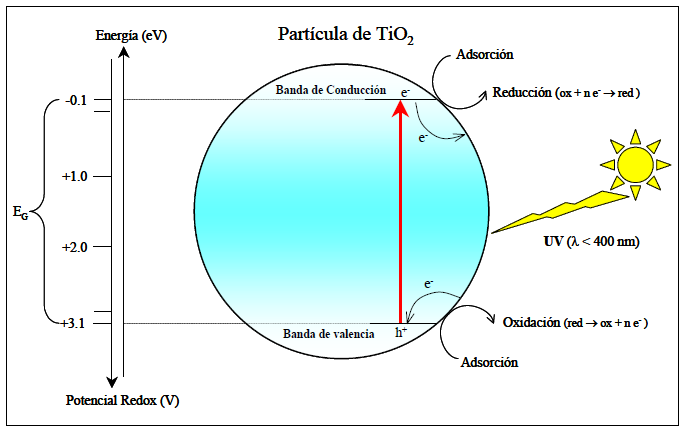 Partícula de TiO2
Energía (eV)
Adsorción
Banda de Conducción
e-
Reducción (ox + n e- → red )
-0.1
e-
+1.0
EG
+2.0
UV (λ < 400 nm)
e-
+3.1
Banda de valencia
h+
Oxidación (red → ox + n e- )
Adsorción
Potencial Redox (V)